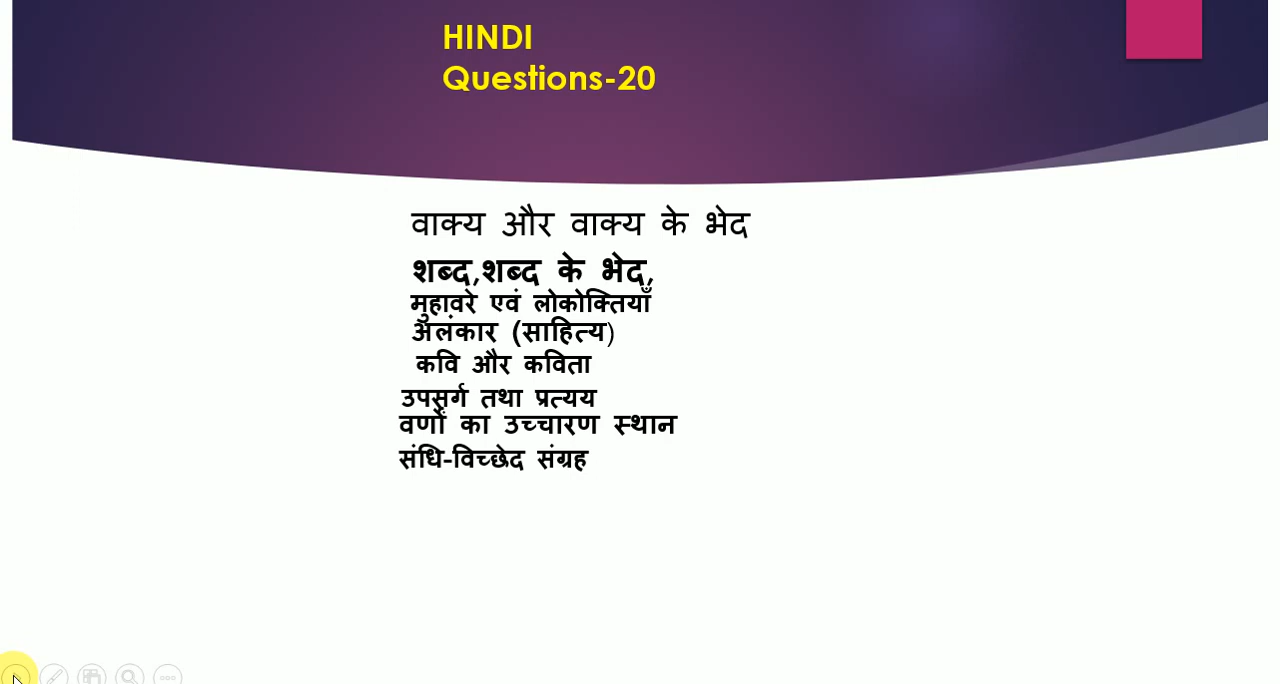 HINDI
Questions-20
वाक्य और वाक्य के भेद
शब्द,शब्द के भेद,
मुहावरे एवं लोकोक्तियाँ
अलंकार (साहित्य)
कवि और कविता
उपसर्ग तथा प्रत्यय
वर्णों का उच्चारण स्थान
संधि-विच्छेद संग्रह